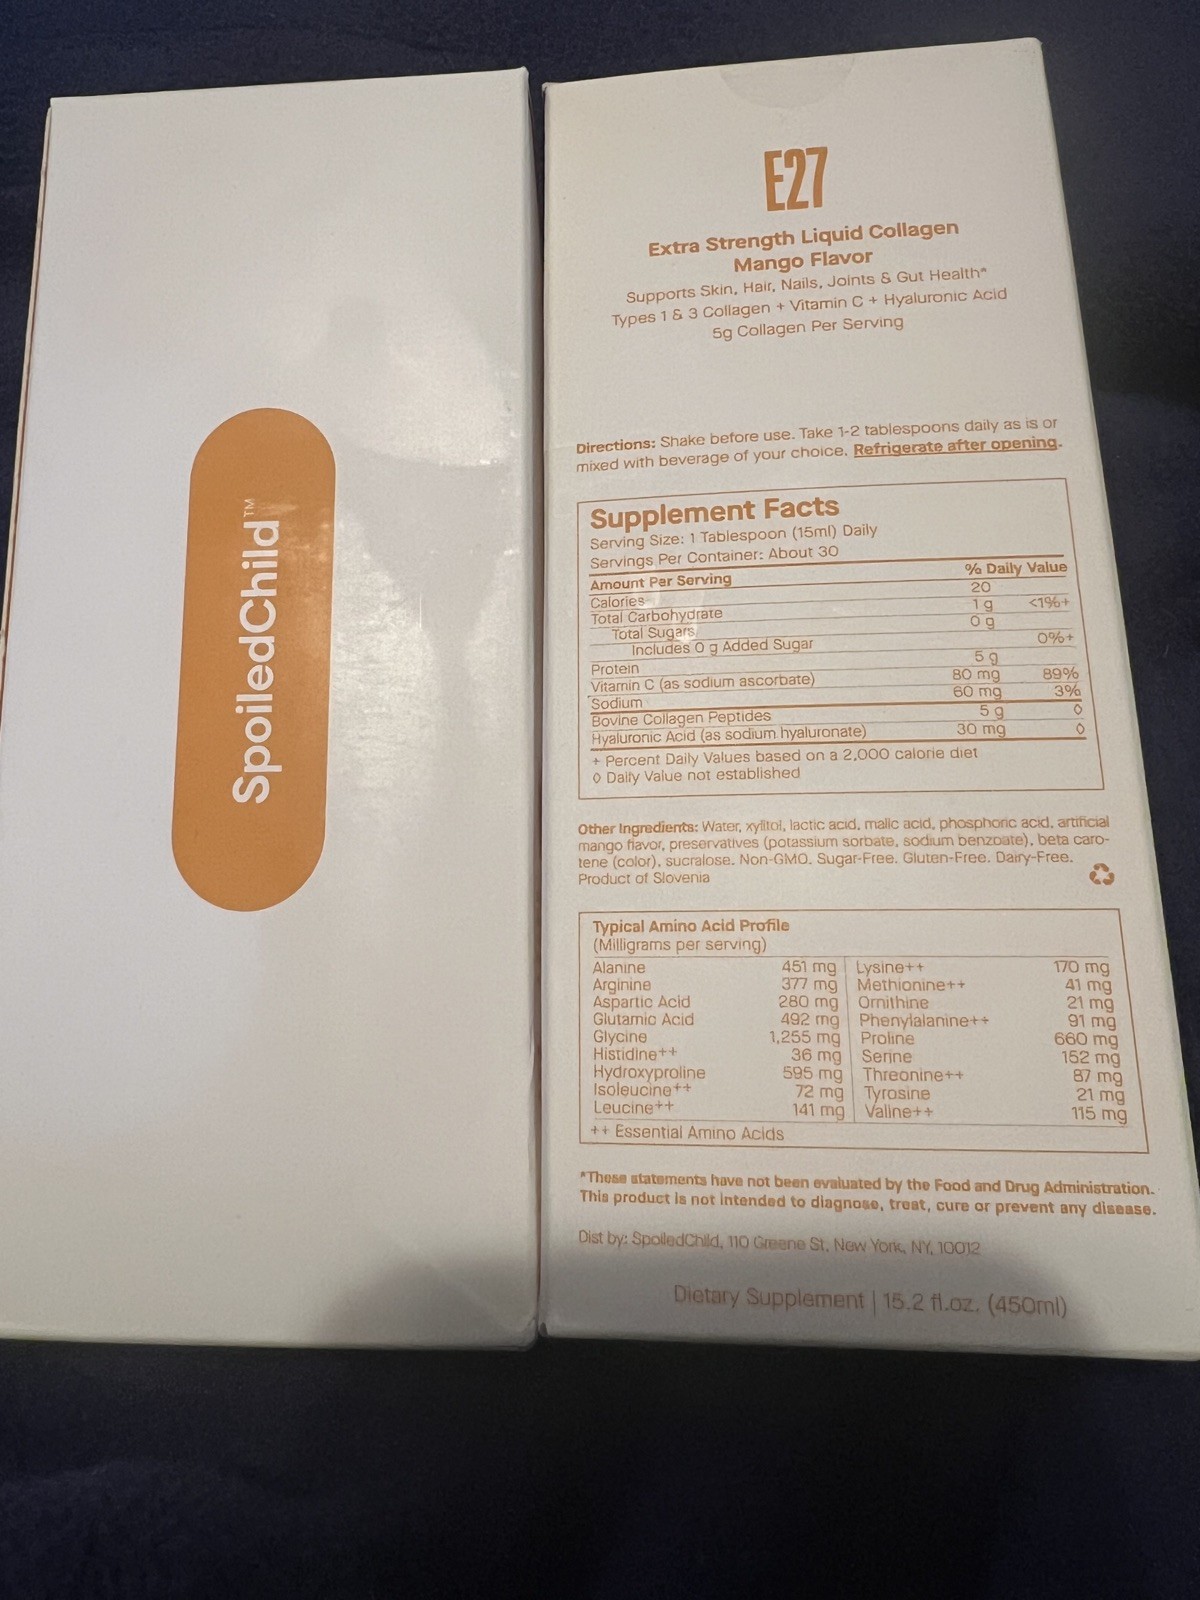 SpoiledChild™
E27
Extra Strength Liquid Collagen
Mango Flavor
Supports Skin, Hair, Nails, Joints & Gut Health*
Types 1 & 3 Collagen + Vitamin C + Hyaluronic Acid
5g Collagen Per Serving
Directions: Shake before use. Take 1-2 tablespoons daily as is or
mixed with beverage of your choice. Refrigerate after opening.
Supplement Facts
Serving Size: 1 Tablespoon (15ml) Daily
Servings Per Container: About 30
Amount Per Serving % Daily Value
Calories 20
Total Carbohydrate 1 g <1%+
Total Sugars 0 g
Includes 0 g Added Sugar 0%+
Protein 5 g
Vitamin C (as sodium ascorbate) 80 mg 89%
Sodium 60 mg 3%
Bovine Collagen Peptides 5 g ◊
Hyaluronic Acid (as sodium hyaluronate) 30 mg ◊
+ Percent Daily Values based on a 2,000 calorie diet
◊ Daily Value not established
Other Ingredients: Water, xylitol, lactic acid, malic acid, phosphoric acid, artificial
mango flavor, preservatives (potassium sorbate, sodium benzoate), beta caro-
tene (color), sucralose. Non-GMO. Sugar-Free. Gluten-Free. Dairy-Free.
Product of Slovenia
Typical Amino Acid Profile
(Milligrams per serving)
Alanine 451 mg Lysine++ 170 mg
Arginine 377 mg Methionine++ 41 mg
Aspartic Acid 280 mg Ornithine 21 mg
Glutamic Acid 492 mg Phenylalanine++ 91 mg
Glycine 1,255 mg Proline 660 mg
Histidine++ 36 mg Serine 152 mg
Hydroxyproline 595 mg Threonine++ 87 mg
Isoleucine++ 72 mg Tyrosine 21 mg
Leucine++ 141 mg Valine++ 115 mg
++ Essential Amino Acids
*These statements have not been evaluated by the Food and Drug Administration.
This product is not intended to diagnose, treat, cure or prevent any disease.
Dist by: SpoiledChild, 110 Greene St, New York, NY, 10012
Dietary Supplement | 15.2 fl.oz. (450ml)